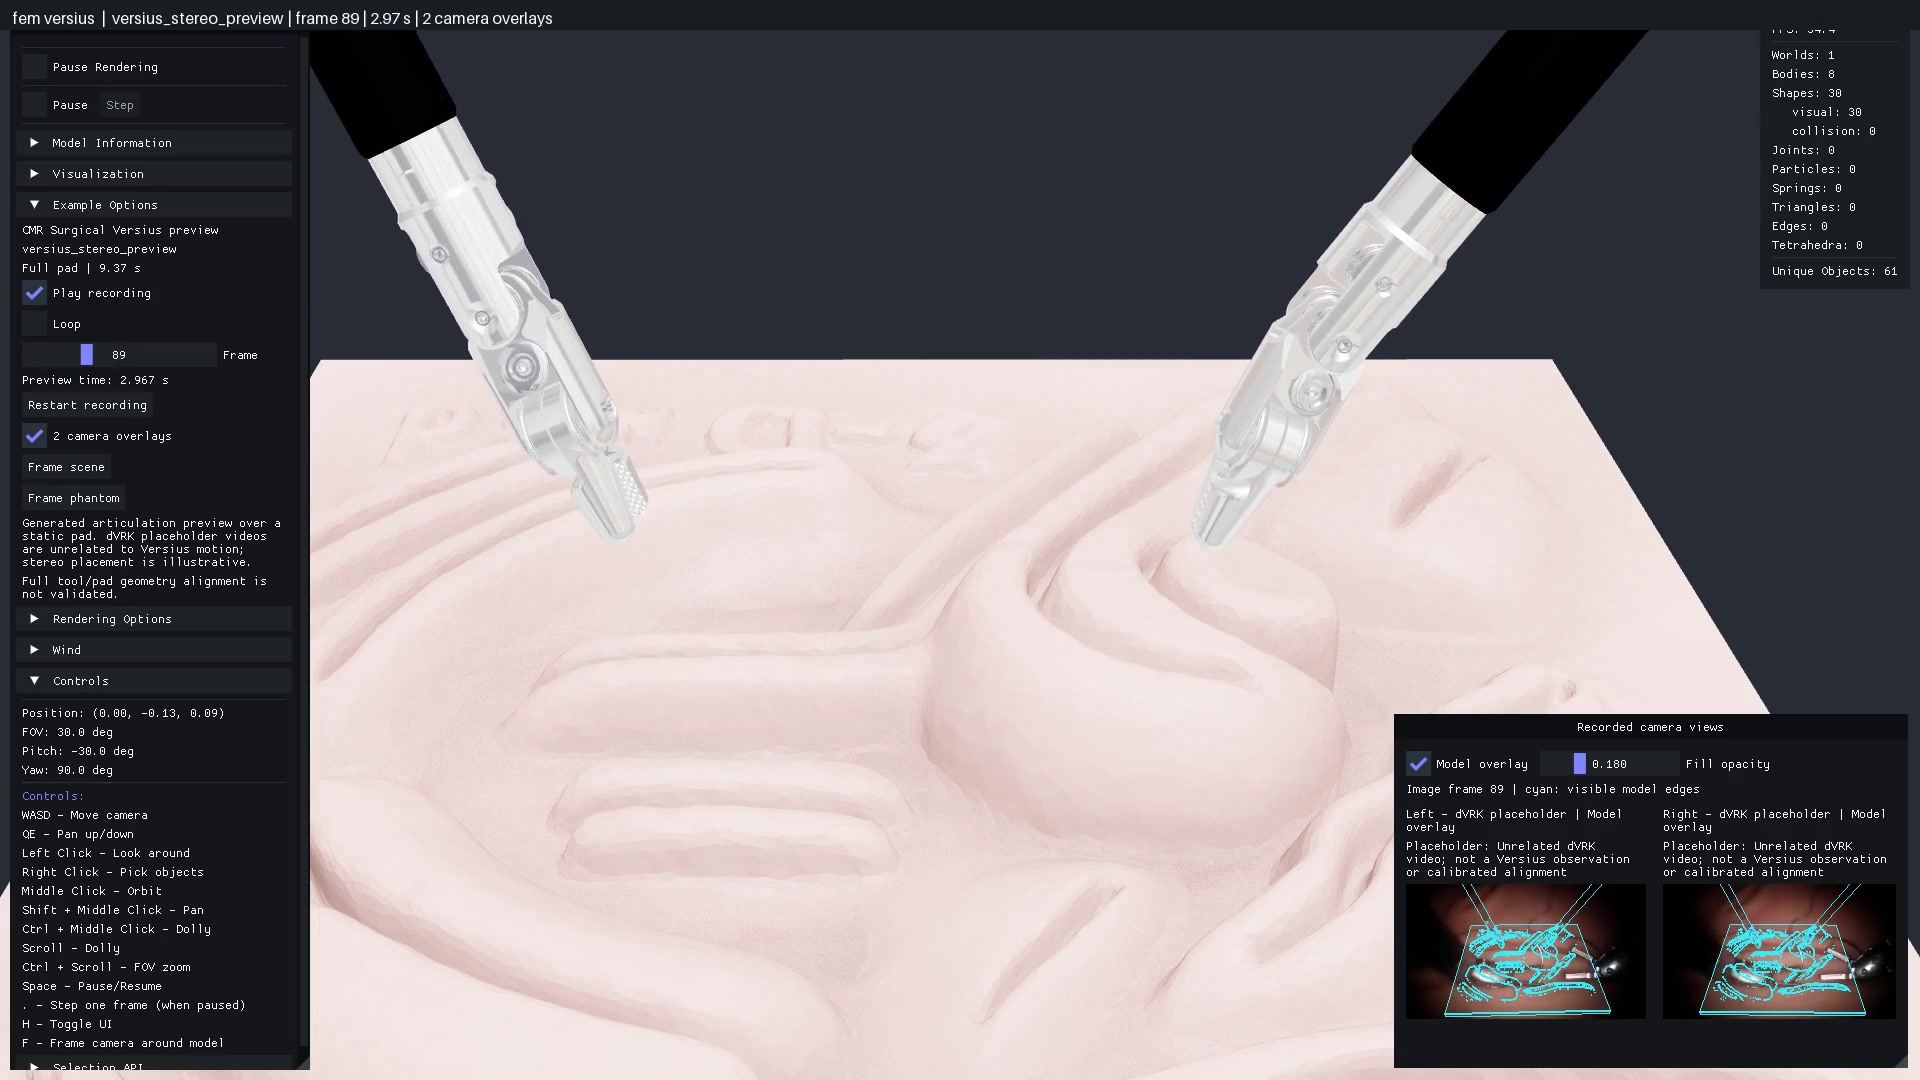 fem versius | versius_stereo_preview | frame 89 | 2.97 s | 2 camera overlays
Pause Rendering
Pause Step
Model Information
Visualization
Example Options
CMR Surgical Versius preview
versius_stereo_preview
Full pad | 9.37 s
Play recording
Loop
89 Frame
Preview time: 2.967 s
Restart recording
2 camera overlays
Frame scene
Frame phantom
Generated articulation preview over a
static pad. dVRK placeholder videos
are unrelated to Versius motion;
stereo placement is illustrative.
Full tool/pad geometry alignment is
not validated.
Rendering Options
Wind
Controls
Position: (0.00, -0.13, 0.09)
FOV: 30.0 deg
Pitch: -30.0 deg
Yaw: 90.0 deg
Controls:
WASD - Move camera
QE - Pan up/down
Left Click - Look around
Right Click - Pick objects
Middle Click - Orbit
Shift + Middle Click - Pan
Ctrl + Middle Click - Dolly
Scroll - Dolly
Ctrl + Scroll - FOV zoom
Space - Pause/Resume
. - Step one frame (when paused)
H - Toggle UI
F - Frame camera around model
Selection API
Worlds: 1
Bodies: 8
Shapes: 30
visual: 30
collision: 0
Joints: 0
Particles: 0
Springs: 0
Triangles: 0
Edges: 0
Tetrahedra: 0
Unique Objects: 61
Recorded camera views
Model overlay 0.180 Fill opacity
Image frame 89 | cyan: visible model edges
Left - dVRK placeholder | Model
overlay
Placeholder: Unrelated dVRK
video; not a Versius observation
or calibrated alignment
Right - dVRK placeholder | Model
overlay
Placeholder: Unrelated dVRK
video; not a Versius observation
or calibrated alignment